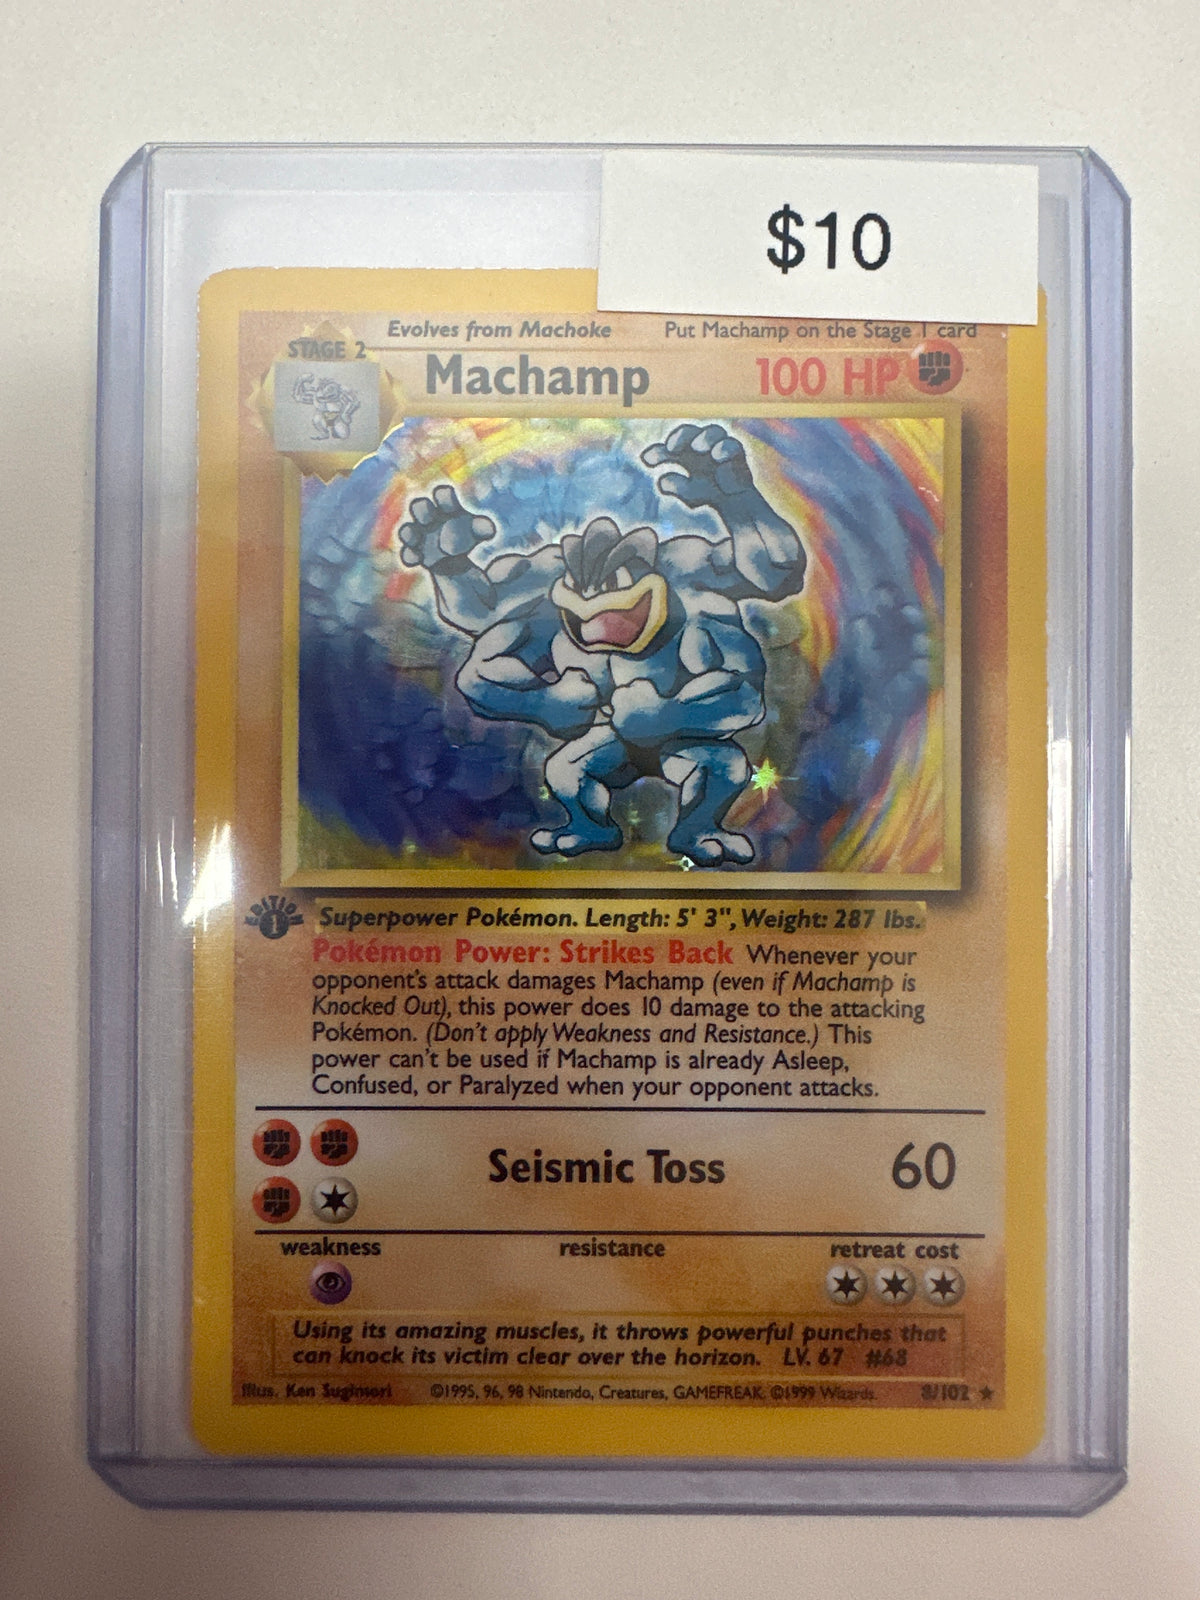 $10
Evolves from Machoke Put Machamp on the Stage 1 card
STAGE 2
Machamp 100 HP
EDITION
1
Superpower Pokémon. Length: 5' 3", Weight: 287 lbs.
Pokémon Power: Strikes Back Whenever your
opponent's attack damages Machamp (even if Machamp is
Knocked Out), this power does 10 damage to the attacking
Pokémon. (Don't apply Weakness and Resistance.) This
power can't be used if Machamp is already Asleep,
Confused, or Paralyzed when your opponent attacks.
Seismic Toss 60
weakness resistance retreat cost
Using its amazing muscles, it throws powerful punches that
can knock its victim clear over the horizon. LV. 67 #68
Illus. Ken Sugimori ©1995, 96, 98 Nintendo, Creatures, GAMEFREAK. ©1999 Wizards. 8/102 ★